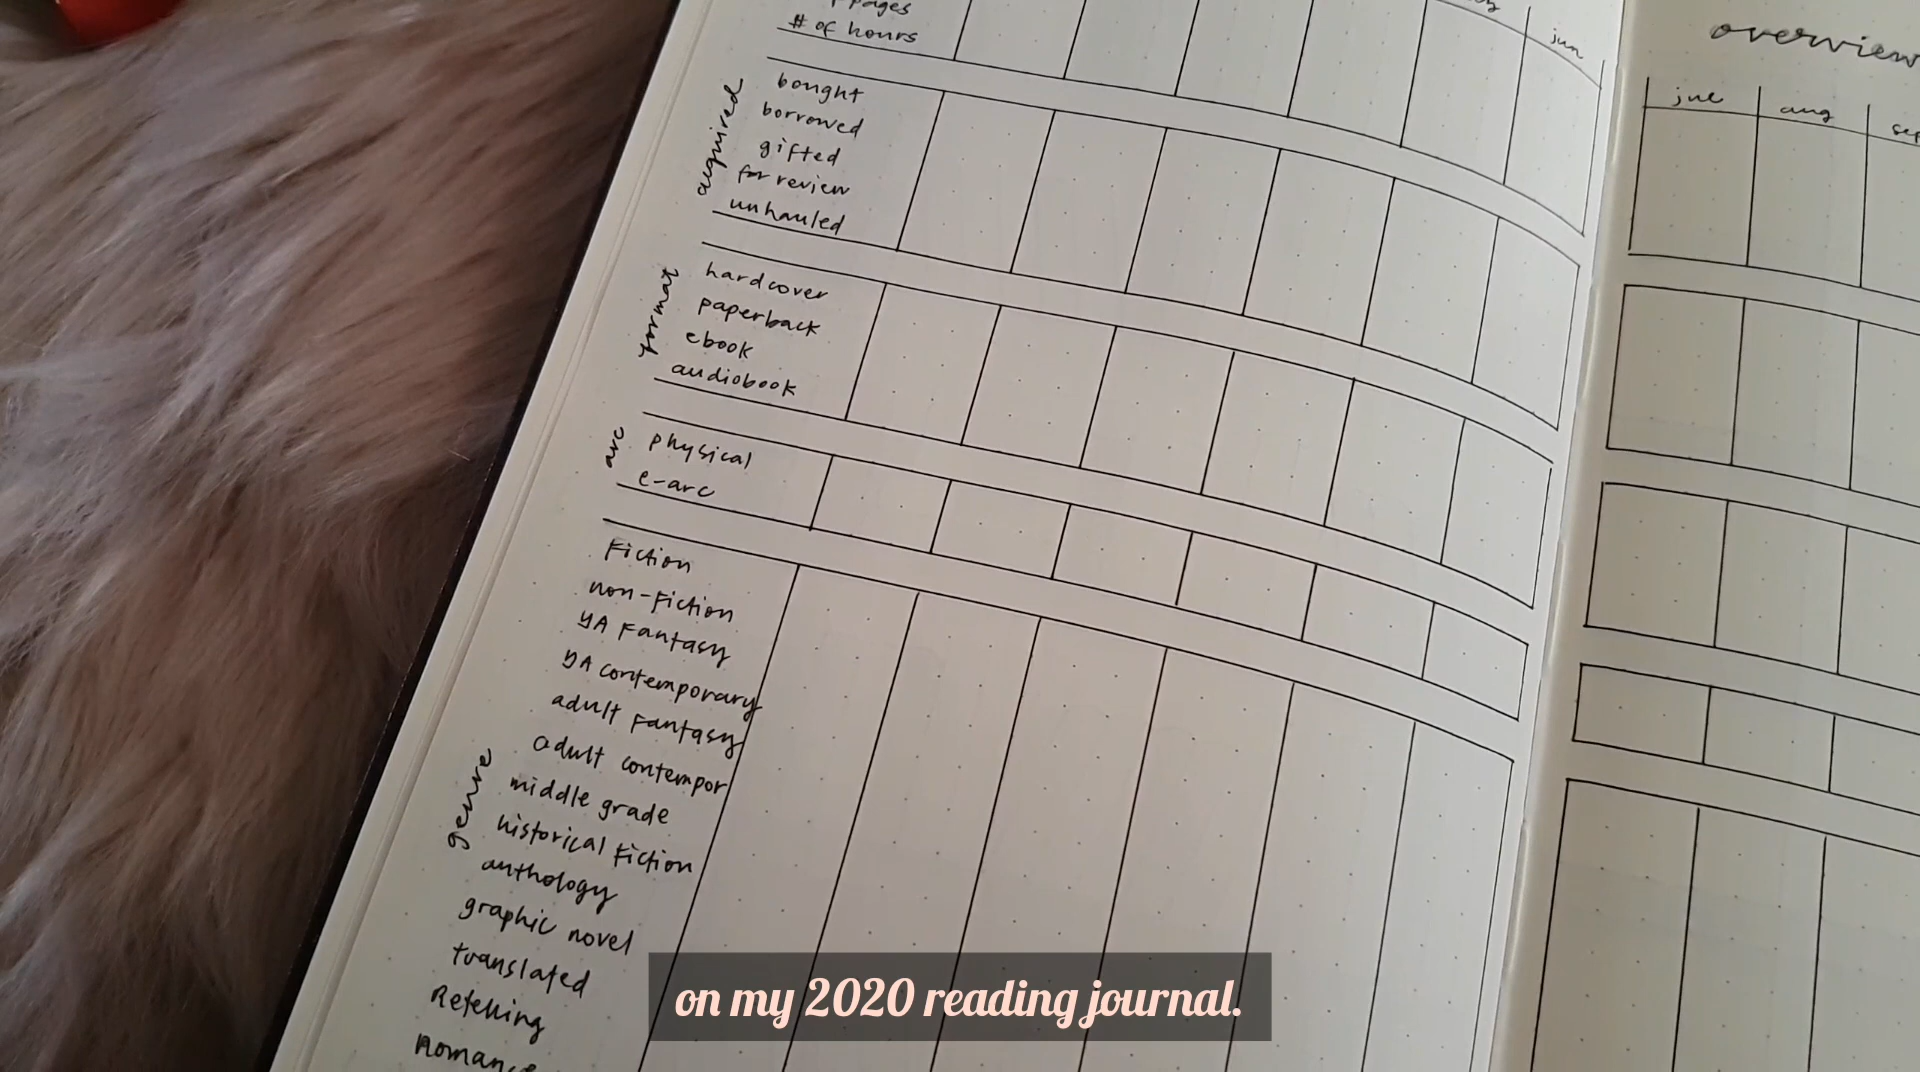 pages
# of hours
jun
acquired
bought
borrowed
gifted
for review
unhauled
format
hardcover
paperback
ebook
audiobook
arc
physical
e-arc
genre
Fiction
non-fiction
YA Fantasy
YA contemporary
adult Fantasy
adult contempor
middle grade
historical Fiction
anthology
graphic novel
translated
Retelling
overview
jul
aug
sep
on my 2020 reading journal.